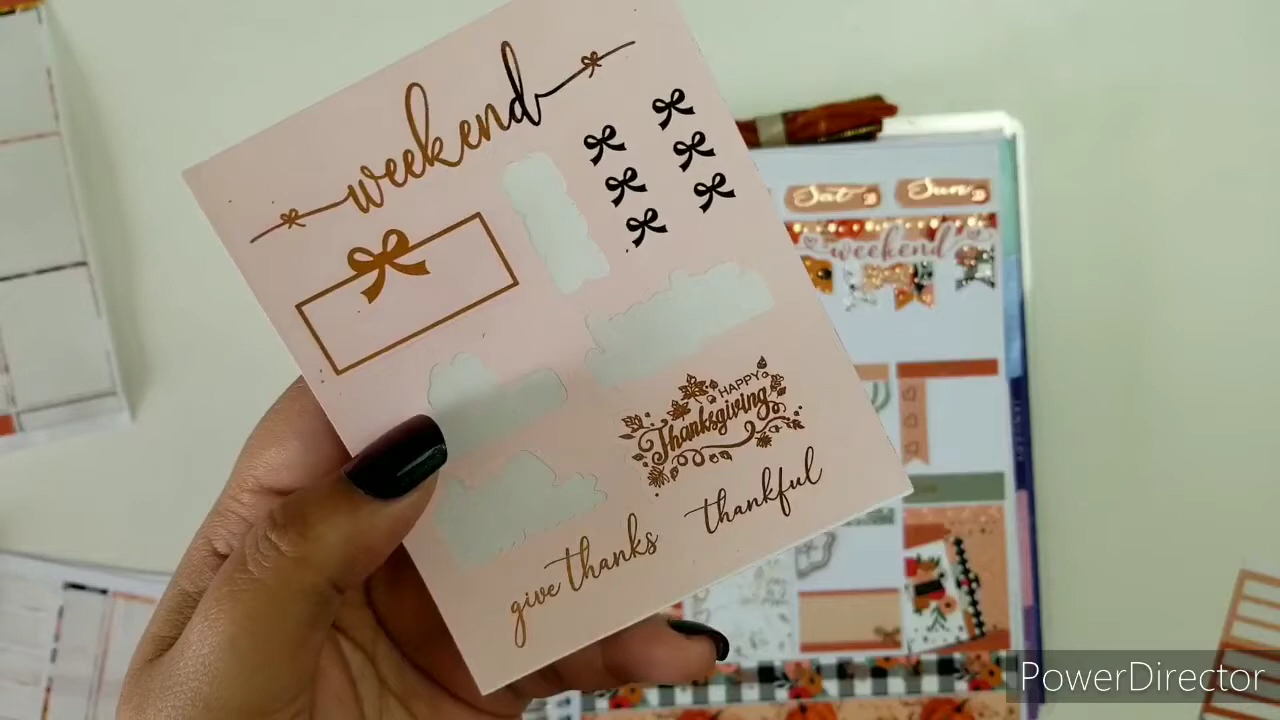 weekend
HAPPY
Thanksgiving
thankful
give thanks
Sat
Sun
weekend
PowerDirector